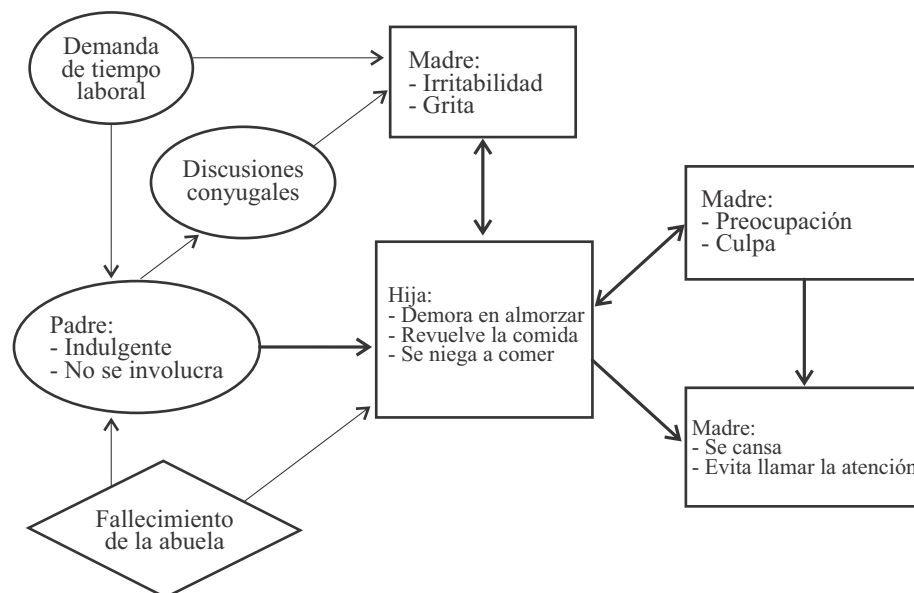 Demanda
de tiempo
laboral
Madre:
- Irritabilidad
- Grita
Discusiones
conyugales
Madre:
- Preocupación
- Culpa
Hija:
- Demora en almorzar
- Revuelve la comida
- Se niega a comer
Padre:
- Indulgente
- No se involucra
Madre:
- Se cansa
- Evita llamar la atención
Fallecimiento
de la abuela